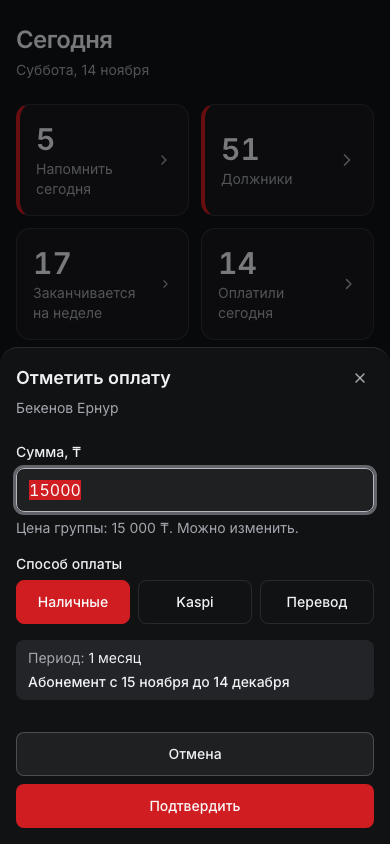 Сегодня
Суббота, 14 ноября
5
Напомнить
сегодня
51
Должники
17
Заканчивается
на неделе
14
Оплатили
сегодня
Отметить оплату
Бекенов Ернур
Сумма, ₸
15000
Цена группы: 15 000 ₸. Можно изменить.
Способ оплаты
Наличные
Kaspi
Перевод
Период: 1 месяц
Абонемент с 15 ноября до 14 декабря
Отмена
Подтвердить